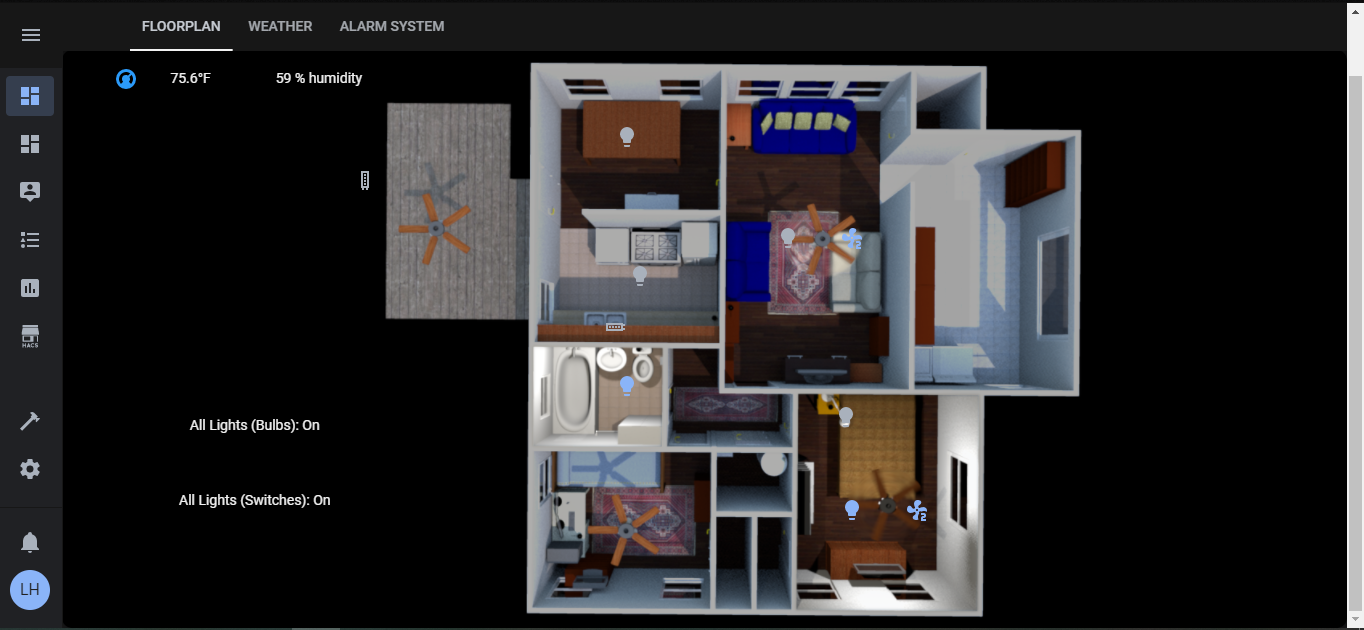 FLOORPLAN WEATHER ALARM SYSTEM
75.6°F 59 % humidity
2
HACS
All Lights (Bulbs): On
All Lights (Switches): On
2
LH